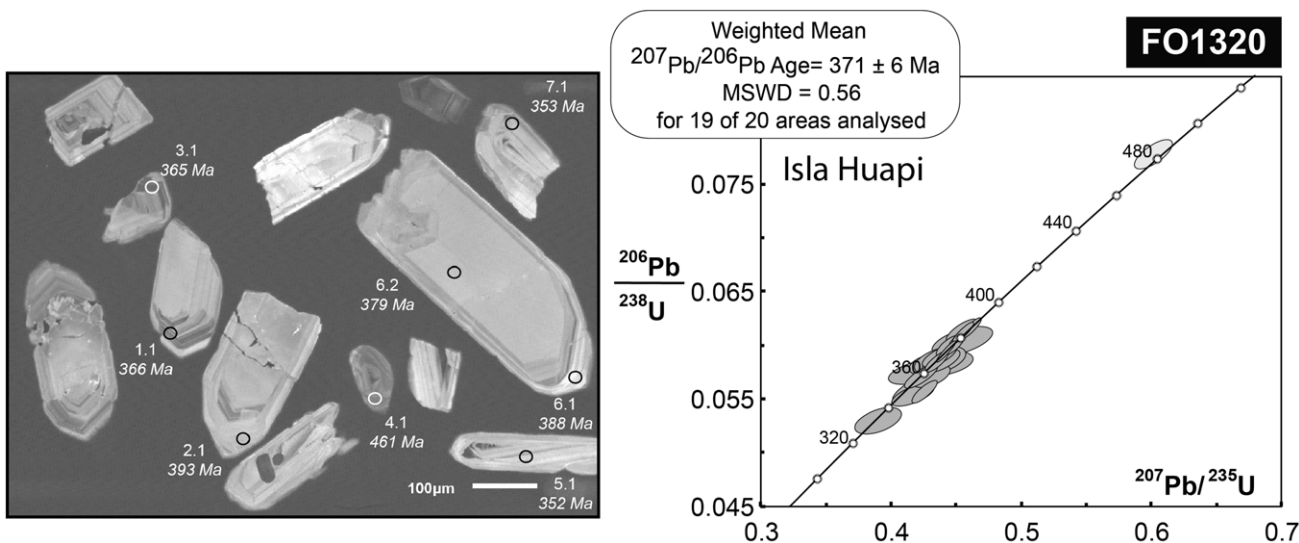 7.1
353 Ma
3.1
365 Ma
6.2
379 Ma
1.1
366 Ma
4.1
461 Ma
6.1
388 Ma
2.1
393 Ma
5.1
352 Ma
100µm
Weighted Mean
207Pb/206Pb Age= 371 ± 6 Ma
MSWD = 0.56
for 19 of 20 areas analysed
FO1320
Isla Huapi
206Pb
238U
0.075
0.065
0.055
0.045
480
440
400
360
320
207Pb/235U
0.3 0.4 0.5 0.6 0.7